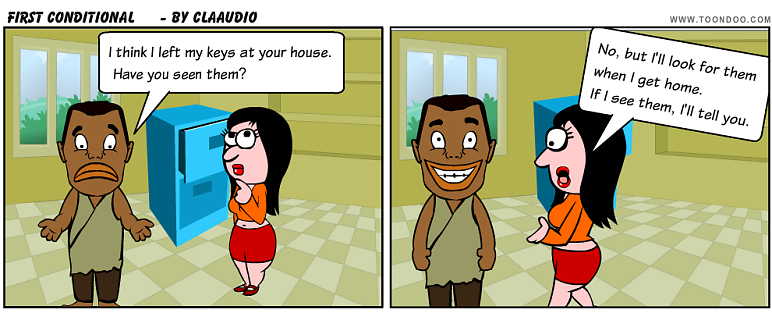 FIRST CONDITIONAL - BY CLAAUDIO
WWW.TOONDOO.COM
I think I left my keys at your house.
Have you seen them?
No, but I'll look for them
when I get home.
If I see them, I'll tell you.